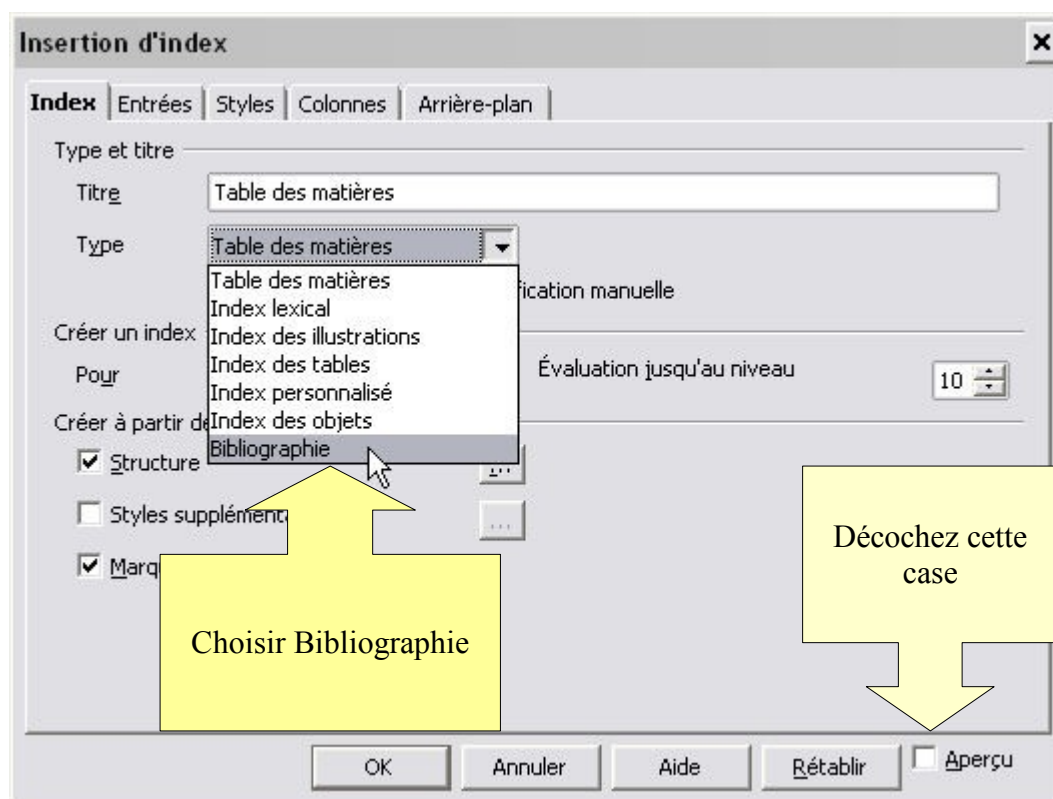 Insertion d'index
Index Entrées Styles Colonnes Arrière-plan
Type et titre
Titre Table des matières
Type Table des matières
Table des matières
ification manuelle
Index lexical
Index des illustrations
Créer un index
Index des tables
Pour Évaluation jusqu'au niveau 10
Index personnalisé
Créer à partir de
Index des objets
Bibliographie
Structure ...
Styles supplémenta ...
Marqu
Décochez cette
case
Choisir Bibliographie
OK Annuler Aide Rétablir Aperçu